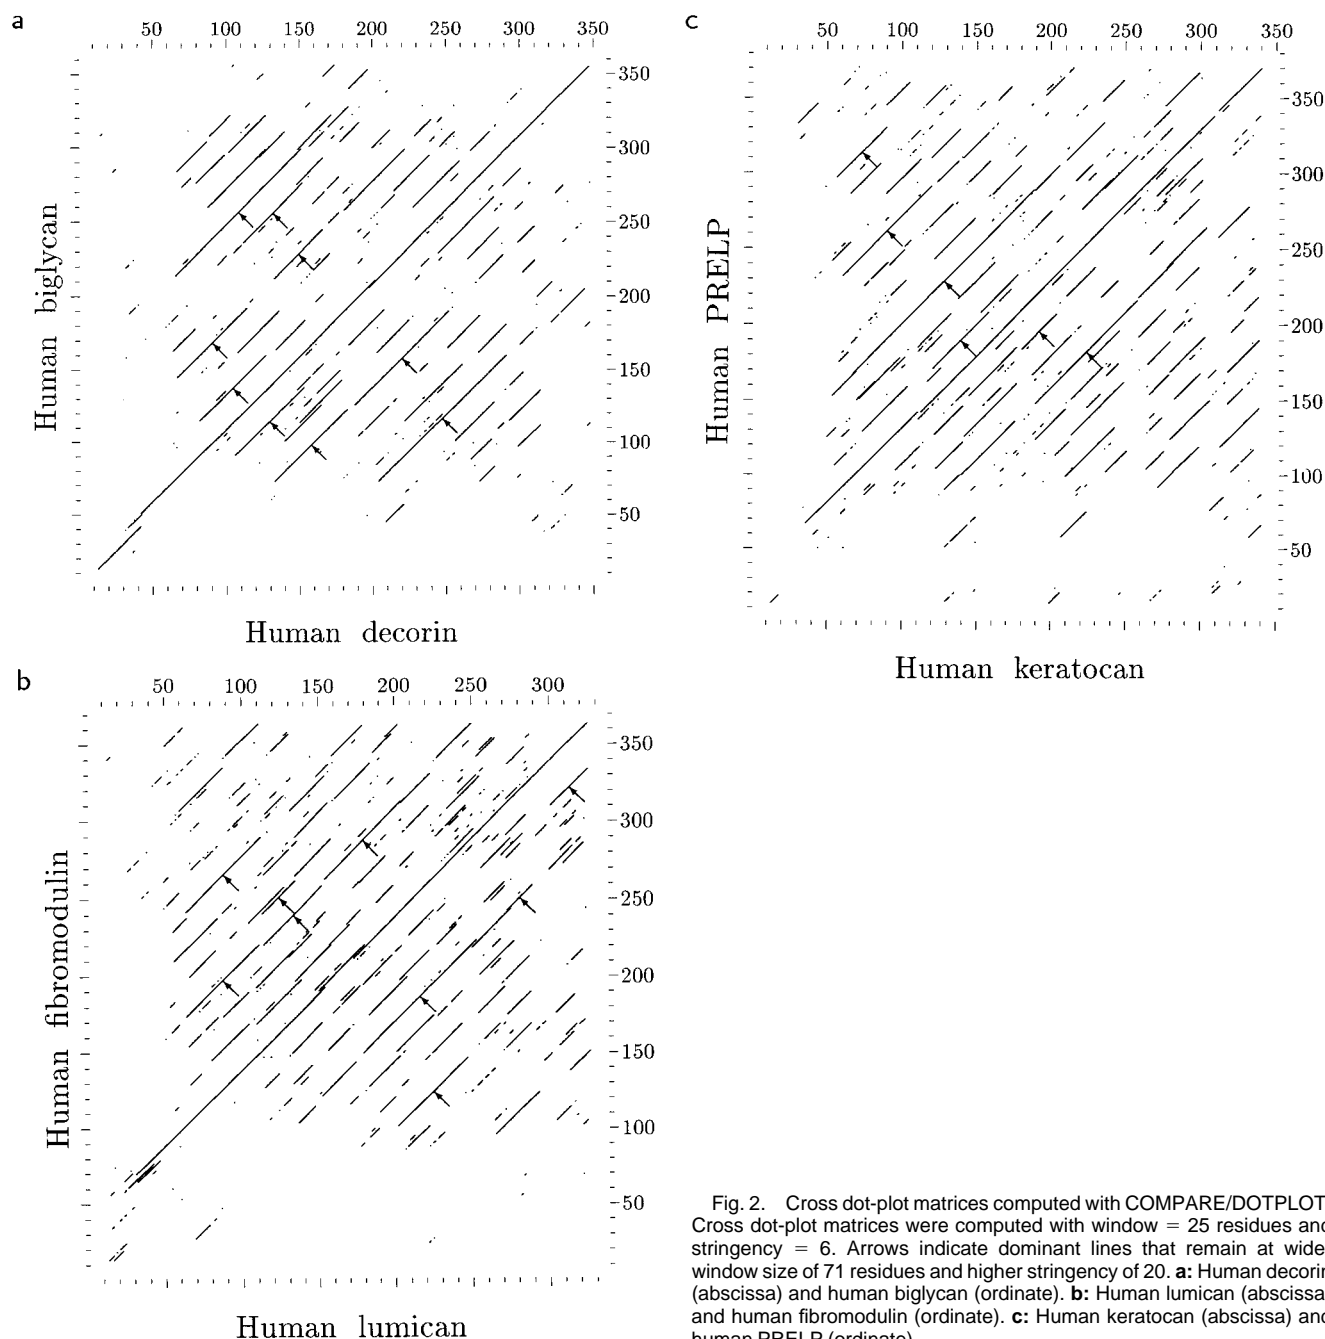 a
50 100 150 200 250 300 350
350
300
250
200
150
100
50
Human biglycan
Human decorin
c
50 100 150 200 250 300 350
350
300
250
200
150
100
50
Human PRELP
Human keratocan
b
50 100 150 200 250 300
350
300
250
200
150
100
50
Human fibromodulin
Human lumican
Fig. 2. Cross dot-plot matrices computed with COMPARE/DOTPLOT
Cross dot-plot matrices were computed with window = 25 residues and
stringency = 6. Arrows indicate dominant lines that remain at wide
window size of 71 residues and higher stringency of 20. a: Human decorin
(abscissa) and human biglycan (ordinate). b: Human lumican (abscissa
and human fibromodulin (ordinate). c: Human keratocan (abscissa) and
human PRELP (ordinate)